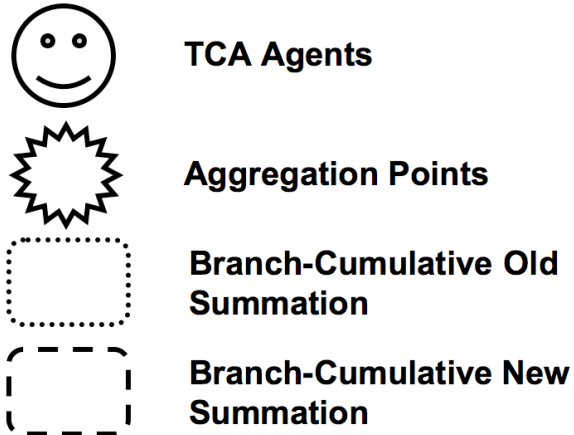 TCA Agents
Aggregation Points
Branch-Cumulative Old
Summation
Branch-Cumulative New
Summation